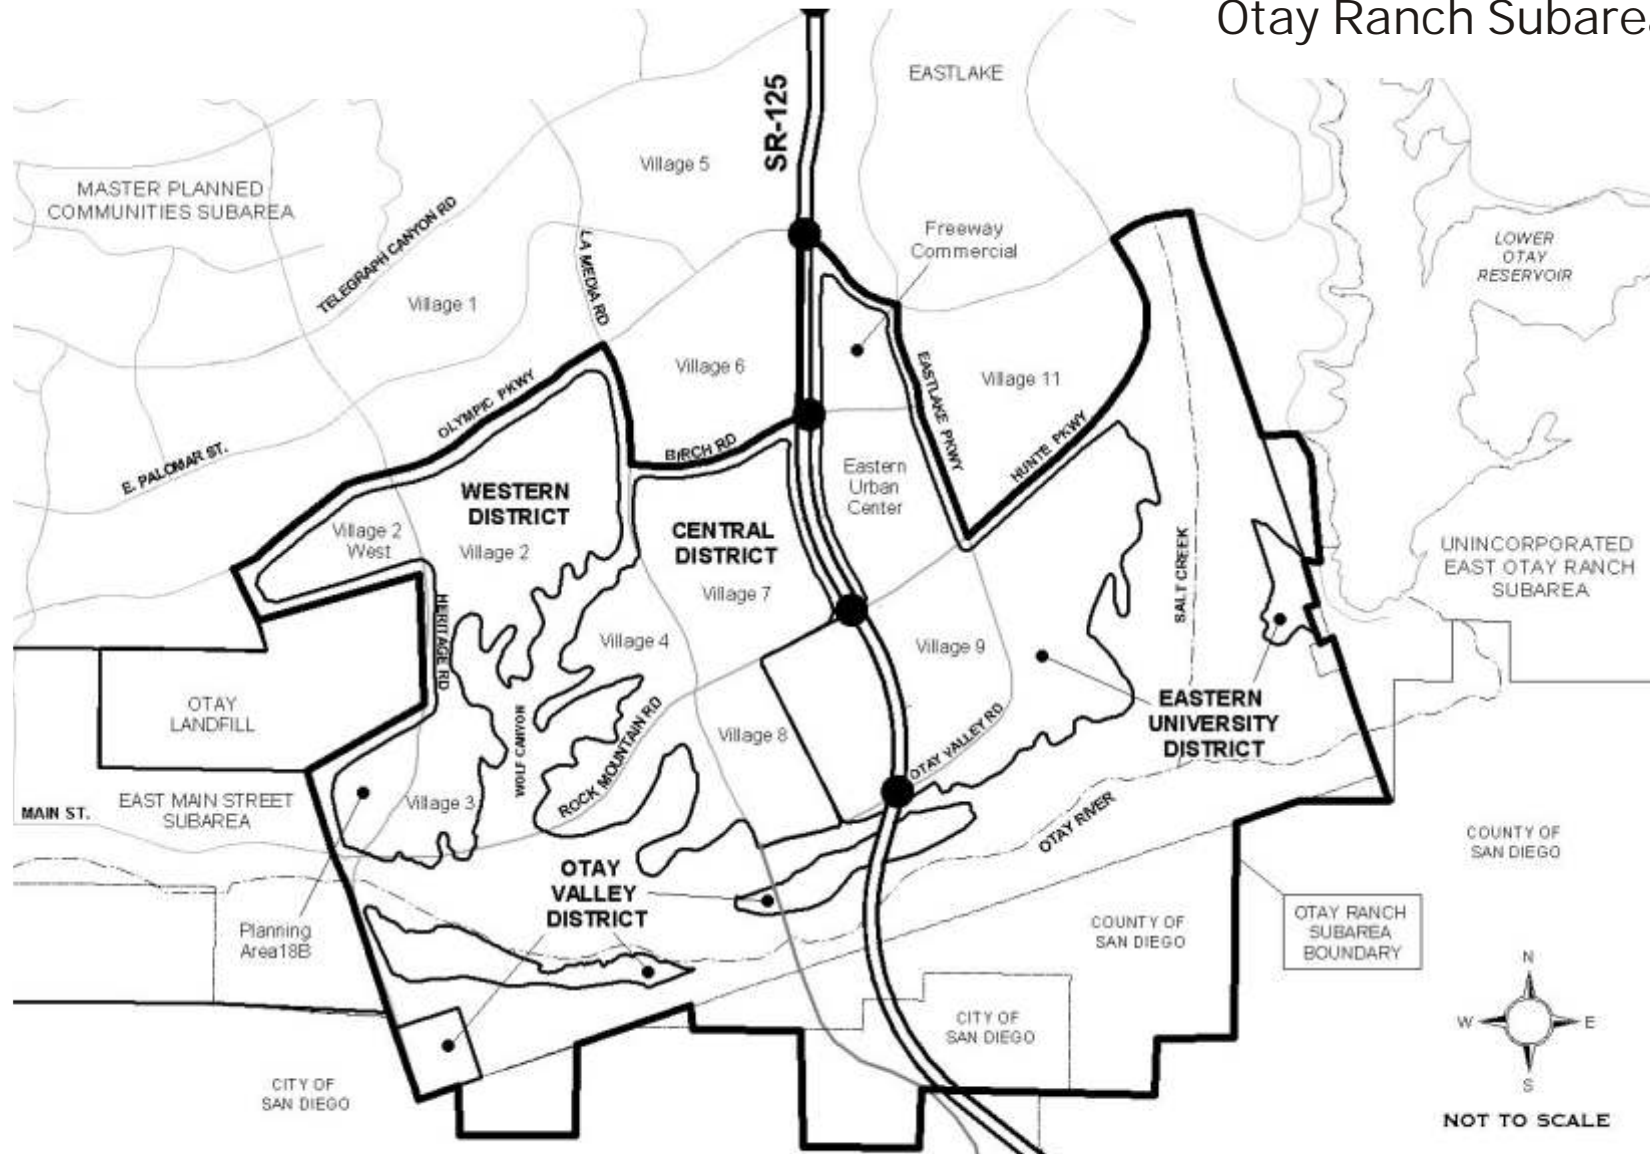 Otay Ranch Subarea
EASTLAKE
SR-125
Village 5
MASTER PLANNED
COMMUNITIES SUBAREA
TELEGRAPH CANYON RD
LA MEDIA RD
Freeway
Commercial
LOWER
OTAY
RESERVOIR
Village 1
Village 6
Village 11
EASTLAKE PKWY
OLYMPIC PKWY
HUNTE PKWY
BIRCH RD
E. PALOMAR ST.
WESTERN
DISTRICT
Village 2
Village 2
West
CENTRAL
DISTRICT
Village 7
Eastern
Urban
Center
SALT CREEK
UNINCORPORATED
EAST OTAY RANCH
SUBAREA
HERITAGE RD
Village 4
Village 9
OTAY
LANDFILL
WOLF CANYON
ROCK MOUNTAIN RD
Village 8
OTAY VALLEY RD
EASTERN
UNIVERSITY
DISTRICT
MAIN ST.
EAST MAIN STREET
SUBAREA
Village 3
OTAY RIVER
COUNTY OF
SAN DIEGO
OTAY
VALLEY
DISTRICT
Planning
Area18B
COUNTY OF
SAN DIEGO
OTAY RANCH
SUBAREA
BOUNDARY
CITY OF
SAN DIEGO
CITY OF
SAN DIEGO
N
W
E
S
NOT TO SCALE